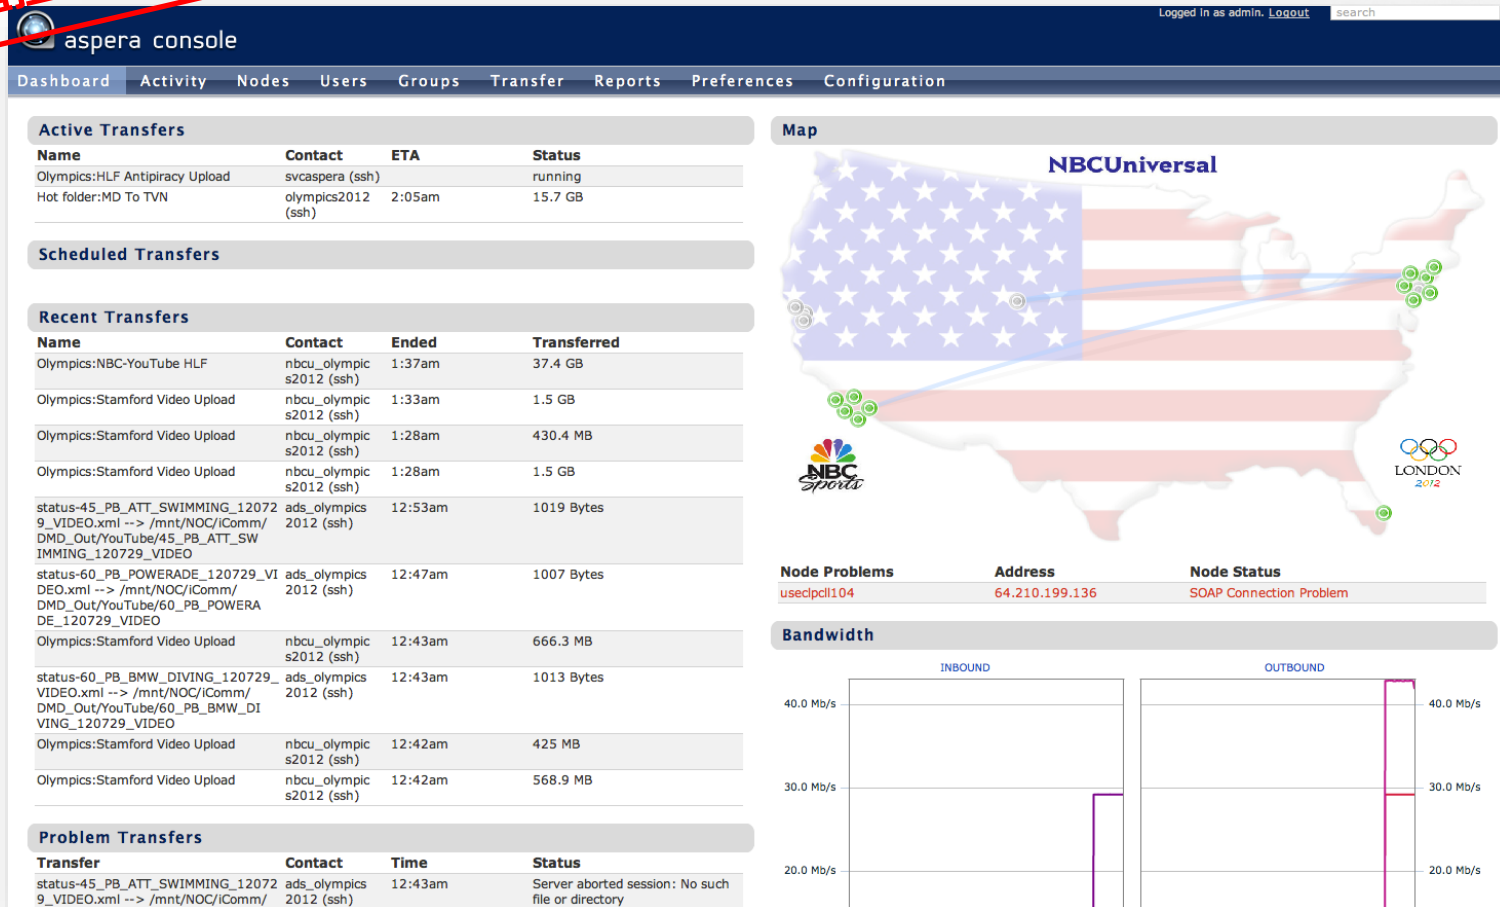 Logged in as admin. Logout
search
aspera console
Dashboard Activity Nodes Users Groups Transfer Reports Preferences Configuration
Active Transfers
Name Contact ETA Status
Olympics:HLF Antipiracy Upload svcaspera (ssh) running
Hot folder:MD To TVN olympics2012 2:05am 15.7 GB
(ssh)
Scheduled Transfers
Recent Transfers
Name Contact Ended Transferred
Olympics:NBC-YouTube HLF nbcu_olympic 1:37am 37.4 GB
s2012 (ssh)
Olympics:Stamford Video Upload nbcu_olympic 1:33am 1.5 GB
s2012 (ssh)
Olympics:Stamford Video Upload nbcu_olympic 1:28am 430.4 MB
s2012 (ssh)
Olympics:Stamford Video Upload nbcu_olympic 1:28am 1.5 GB
s2012 (ssh)
status-45_PB_ATT_SWIMMING_12072 ads_olympics 12:53am 1019 Bytes
9_VIDEO.xml --> /mnt/NOC/iComm/ 2012 (ssh)
DMD_Out/YouTube/45_PB_ATT_SW
IMMING_120729_VIDEO
status-60_PB_POWERADE_120729_VI ads_olympics 12:47am 1007 Bytes
DEO.xml --> /mnt/NOC/iComm/ 2012 (ssh)
DMD_Out/YouTube/60_PB_POWERA
DE_120729_VIDEO
Olympics:Stamford Video Upload nbcu_olympic 12:43am 666.3 MB
s2012 (ssh)
status-60_PB_BMW_DIVING_120729_ ads_olympics 12:43am 1013 Bytes
VIDEO.xml --> /mnt/NOC/iComm/ 2012 (ssh)
DMD_Out/YouTube/60_PB_BMW_DI
VING_120729_VIDEO
Olympics:Stamford Video Upload nbcu_olympic 12:42am 425 MB
s2012 (ssh)
Olympics:Stamford Video Upload nbcu_olympic 12:42am 568.9 MB
s2012 (ssh)
Problem Transfers
Transfer Contact Time Status
status-45_PB_ATT_SWIMMING_12072 ads_olympics 12:43am Server aborted session: No such
9_VIDEO.xml --> /mnt/NOC/iComm/ 2012 (ssh) file or directory
Map
NBCUniversal
NBC
Sports
LONDON
2012
Node Problems Address Node Status
useclpcll104 64.210.199.136 SOAP Connection Problem
Bandwidth
INBOUND OUTBOUND
40.0 Mb/s 40.0 Mb/s
30.0 Mb/s 30.0 Mb/s
20.0 Mb/s 20.0 Mb/s